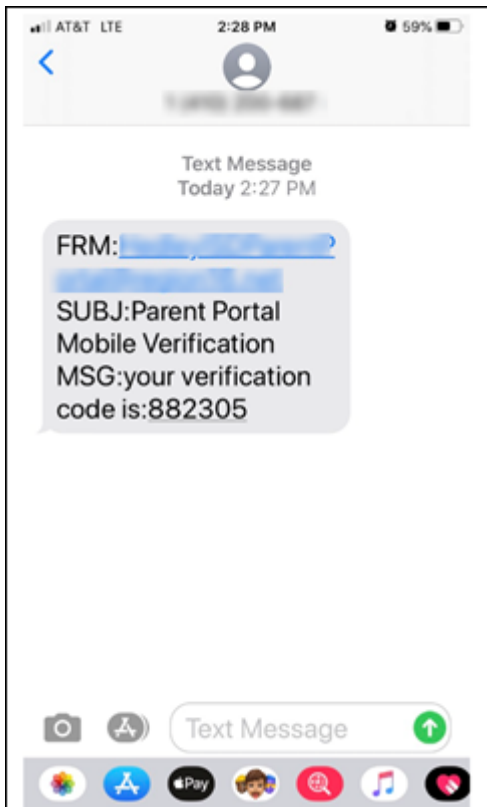 AT&T LTE
2:28 PM
59%
Text Message
Today 2:27 PM
FRM:
SUBJ:Parent Portal
Mobile Verification
MSG:your verification
code is:882305
Text Message
Pay